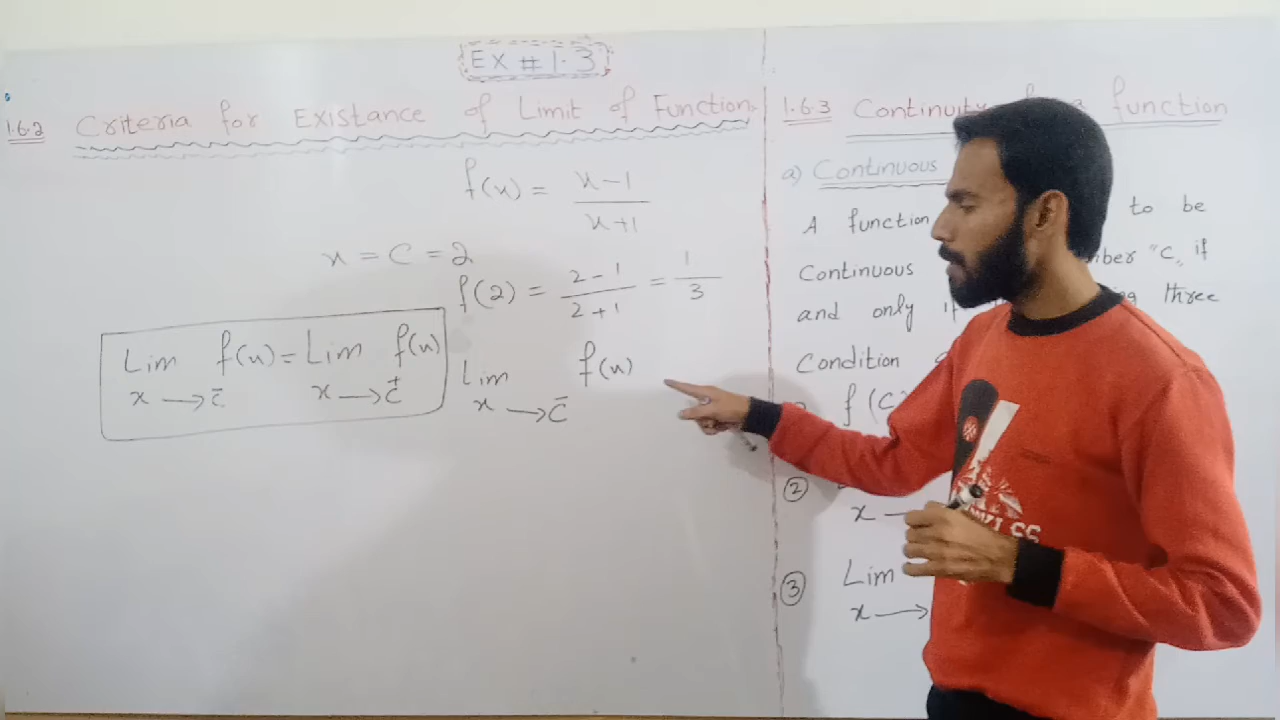 EX # 1.3
1.6.2 Criteria for Existance of Limit of Function
f(x) = x-1 / x+1
x = C = 2
f(2) = 2-1 / 2+1 = 1/3
Lim f(x) = Lim f(x)
x → c̄ x → c⁺
Lim f(x)
x → c̄
1.6.3 Continuity a function
a) Continuous
A function to be
Continuous "C", if
and only three
Condition
f(C)
②
x
③ Lim
x →